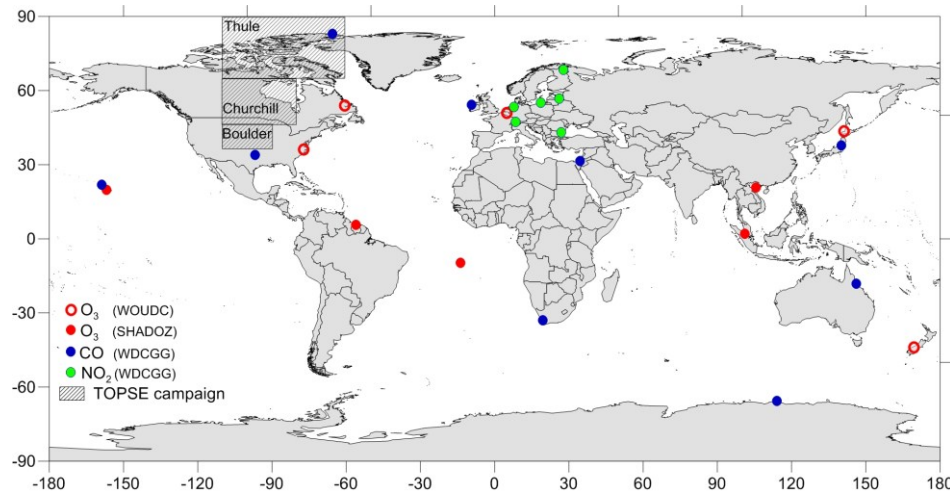 90
60
30
0
-30
-60
-90
Thule
Churchill
Boulder
O3 (WOUDC)
O3 (SHADOZ)
CO (WDCGG)
NO2 (WDCGG)
TOPSE campaign
-180 -150 -120 -90 -60 -30 0 30 60 90 120 150 180